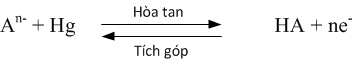 Hòa tan
Aⁿ⁻ + Hg ⇄ HA + ne⁻
Tích góp